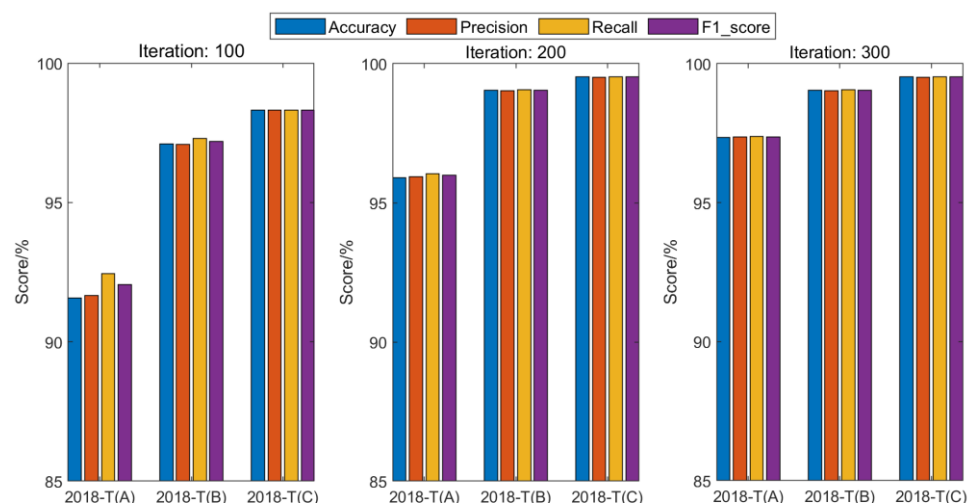 Accuracy Precision Recall F1_score
Iteration: 100
100
95
90
85
Score/%
2018-T(A) 2018-T(B) 2018-T(C)
Iteration: 200
100
95
90
85
Score/%
2018-T(A) 2018-T(B) 2018-T(C)
Iteration: 300
100
95
90
85
Score/%
2018-T(A) 2018-T(B) 2018-T(C)